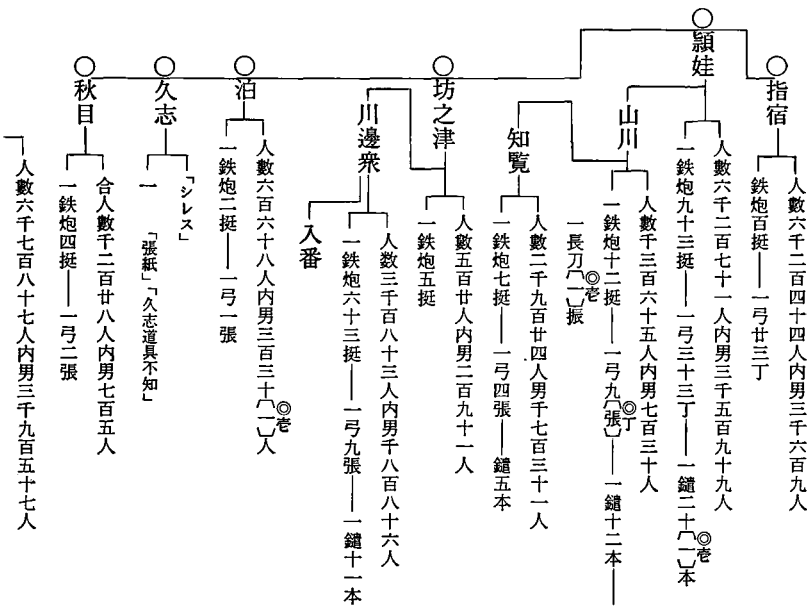 指宿
人數六千二百四十四人内男三千六百九人
鉄炮百挺――一弓廿三丁
頴娃
人數六千二百七十一人内男三千五百九十九人
一鉄炮九十三挺――一弓三十三丁――一鑓二十〔一〕本
◎壱
山川
人數千三百六十五人内男七百三十人
一鉄炮十二挺――一弓九〔張〕――一鑓十二本――
◎丁
一長刀〔一〕振
◎壱
知覧
人數二千九百廿四人男千七百三十一人
一鉄炮七挺――一弓四張――鑓五本
坊之津
人數五百廿人内男二百九十一人
一鉄炮五挺
川邊衆
人数三千百八十三人内男千八百八十六人
一鉄炮六十三挺――一弓九張――一鑓十一本
入番
泊
人數六百六十八人内男三百三十〔一〕人
◎壱
一鉄炮二挺――一弓一張
久志
「シレス」
一 「張紙」「久志道具不知」
秋目
合人數千二百廿八人内男七百五人
一鉄炮四挺――一弓二張
人數六千七百八十七人内男三千九百五十七人